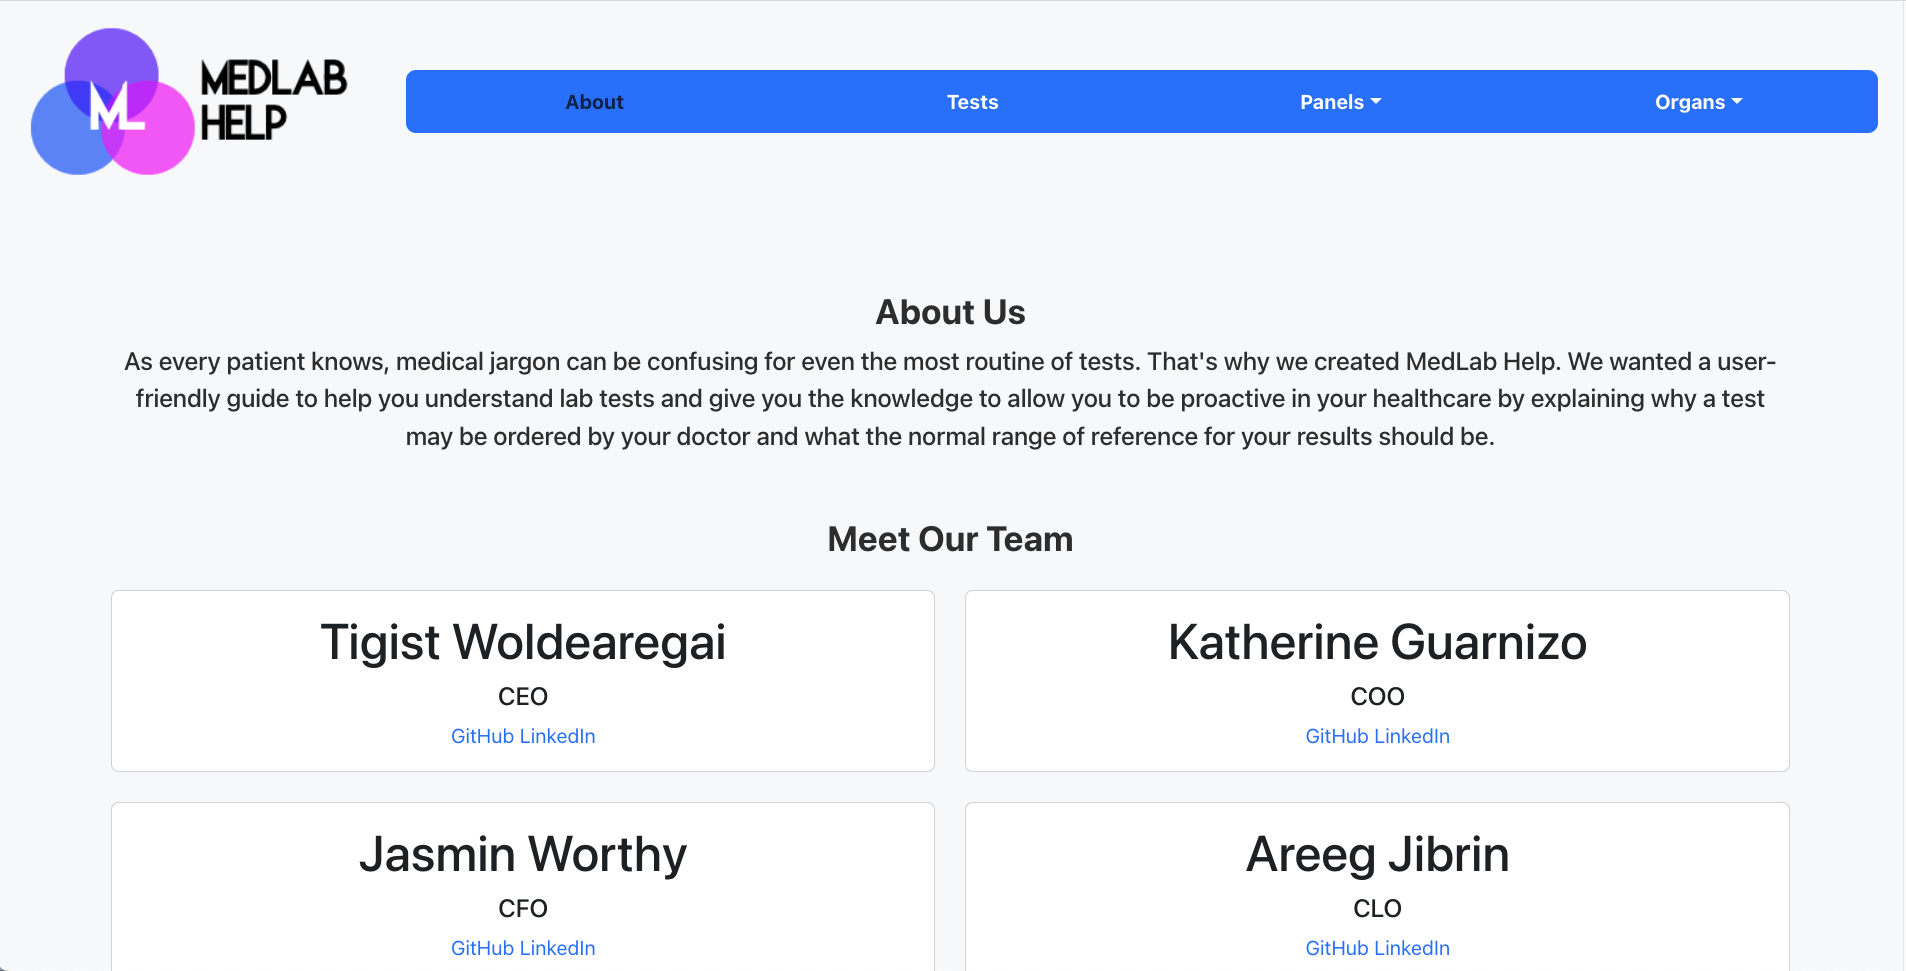 ML
MEDLAB
HELP
About
Tests
Panels
Organs
About Us
As every patient knows, medical jargon can be confusing for even the most routine of tests. That's why we created MedLab Help. We wanted a user-
friendly guide to help you understand lab tests and give you the knowledge to allow you to be proactive in your healthcare by explaining why a test
may be ordered by your doctor and what the normal range of reference for your results should be.
Meet Our Team
Tigist Woldearegai
CEO
GitHub LinkedIn
Katherine Guarnizo
COO
GitHub LinkedIn
Jasmin Worthy
CFO
GitHub LinkedIn
Areeg Jibrin
CLO
GitHub LinkedIn